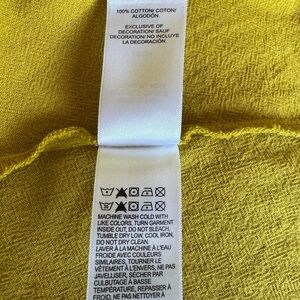 100% COTTON/ COTON/
ALGODÓN.
EXCLUSIVE OF
DECORATION/ SAUF
DÉCORATION/ NO INCLUYE
LA DECORACIÓN.
MACHINE WASH COLD WITH
LIKE COLORS, TURN GARMENT
INSIDE OUT, DO NOT BLEACH,
TUMBLE DRY LOW, COOL IRON,
DO NOT DRY CLEAN.
LAVER À LA MACHINE À L'EAU
FROIDE AVEC COULEURS
SIMILAIRES, TOURNER LE
VÊTEMENT À L'ENVERS, NE PAS
JAVELLISER, SÉCHER PAR
CULBUTAGE À BASSE
TEMPÉRATURE, REPASSER À
FROID, NE PAS NETTOYER À